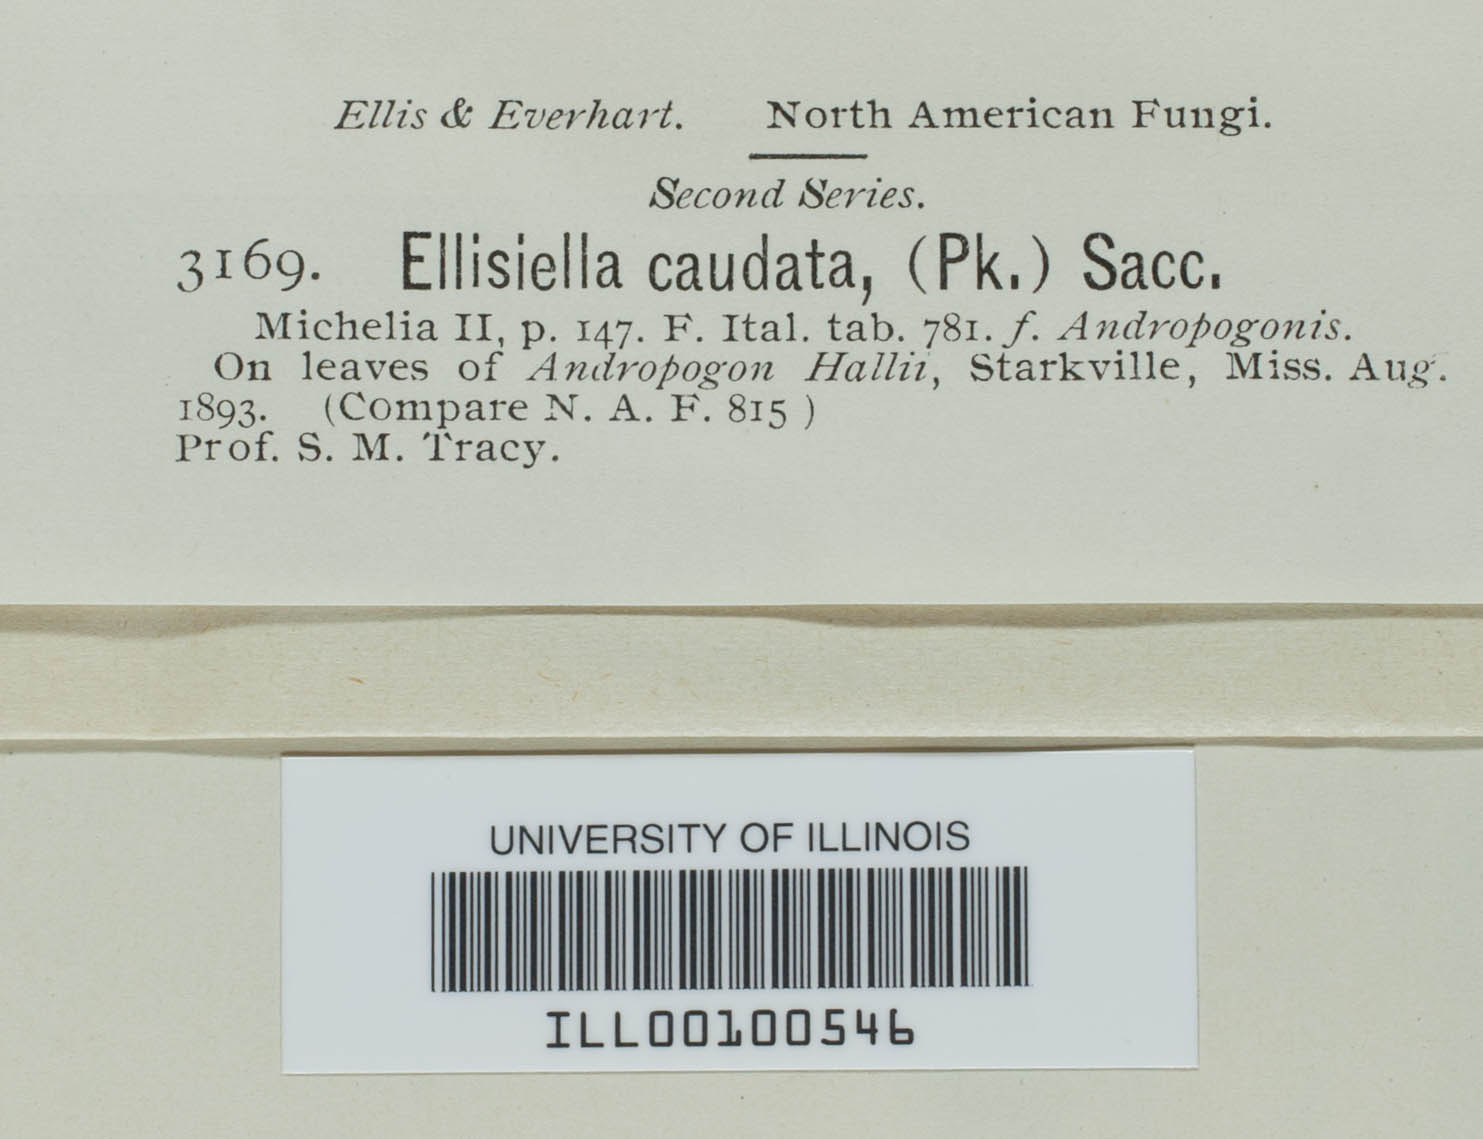 Ellis & Everhart. North American Fungi.
Second Series.
3169. Ellisiella caudata, (Pk.) Sacc.
Michelia II, p. 147. F. Ital. tab. 781. f. Andropogonis.
On leaves of Andropogon Hallii, Starkville, Miss. Aug.
1893. (Compare N. A. F. 815 )
Prof. S. M. Tracy.
UNIVERSITY OF ILLINOIS
ILL00100546